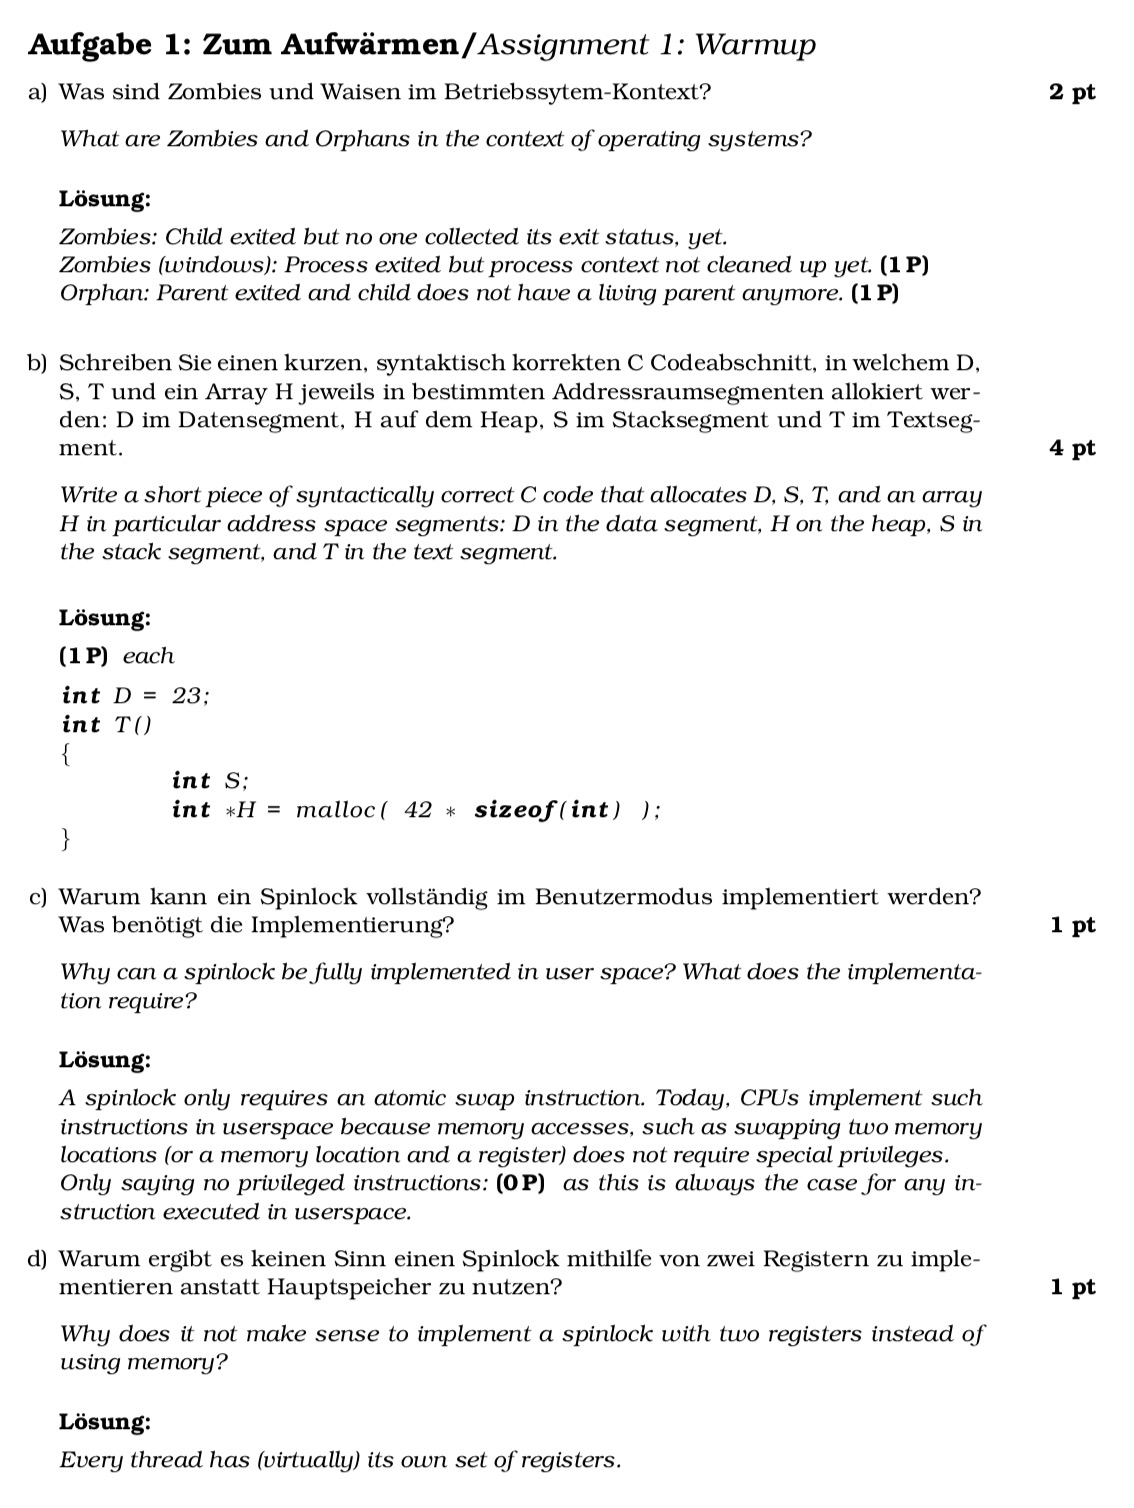 Aufgabe 1: Zum Aufwärmen/Assignment 1: Warmup
a) Was sind Zombies und Waisen im Betriebssytem-Kontext? 2 pt
What are Zombies and Orphans in the context of operating systems?
Lösung:
Zombies: Child exited but no one collected its exit status, yet.
Zombies (windows): Process exited but process context not cleaned up yet. (1 P)
Orphan: Parent exited and child does not have a living parent anymore. (1 P)
b) Schreiben Sie einen kurzen, syntaktisch korrekten C Codeabschnitt, in welchem D,
S, T und ein Array H jeweils in bestimmten Addressraumsegmenten allokiert wer-
den: D im Datensegment, H auf dem Heap, S im Stacksegment und T im Textseg-
ment. 4 pt
Write a short piece of syntactically correct C code that allocates D, S, T, and an array
H in particular address space segments: D in the data segment, H on the heap, S in
the stack segment, and T in the text segment.
Lösung:
(1 P) each
int D = 23;
int T()
{
int S;
int *H = malloc( 42 * sizeof(int) );
}
c) Warum kann ein Spinlock vollständig im Benutzermodus implementiert werden?
Was benötigt die Implementierung? 1 pt
Why can a spinlock be fully implemented in user space? What does the implementa-
tion require?
Lösung:
A spinlock only requires an atomic swap instruction. Today, CPUs implement such
instructions in userspace because memory accesses, such as swapping two memory
locations (or a memory location and a register) does not require special privileges.
Only saying no privileged instructions: (0 P) as this is always the case for any in-
struction executed in userspace.
d) Warum ergibt es keinen Sinn einen Spinlock mithilfe von zwei Registern zu imple-
mentieren anstatt Hauptspeicher zu nutzen? 1 pt
Why does it not make sense to implement a spinlock with two registers instead of
using memory?
Lösung:
Every thread has (virtually) its own set of registers.